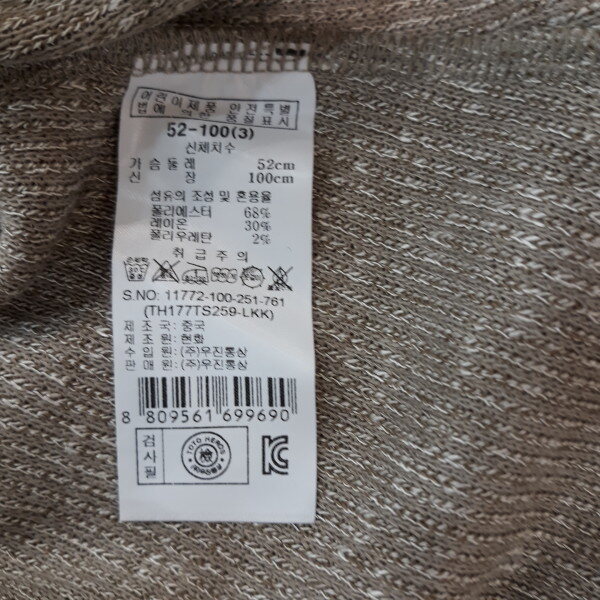 어린이제품 안전특별
법에 의한 품질표시
52-100(3)
신체치수
가슴둘레 52cm
신 장 100cm
섬유의 조성 및 혼용율
폴리에스터 68%
레이온 30%
폴리우레탄 2%
취 급 주 의
S.NO: 11772-100-251-761
(TH177TS259-LKK)
제 조 국: 중국
제 조 원: 현화
수 입 원: (주)우진통상
판 매 원: (주)우진통상
8 809561 699690
검사필
TOTO HEROS
檢